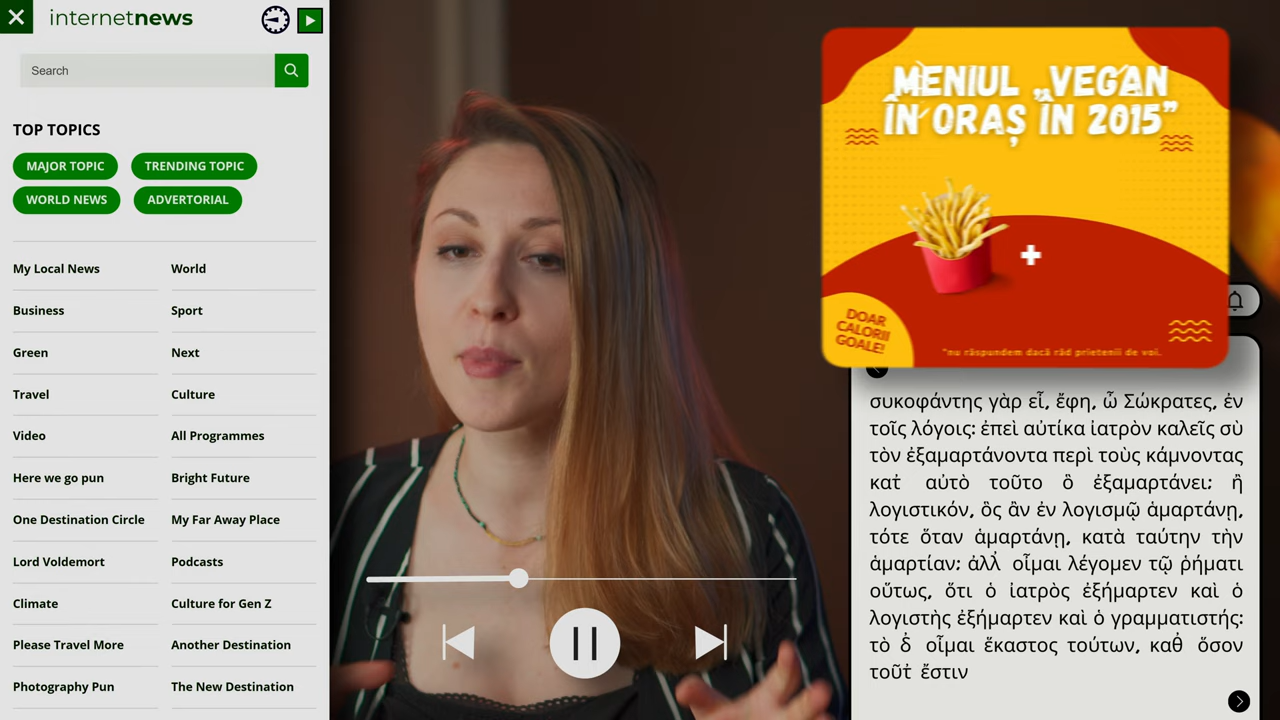 internetnews
Search
TOP TOPICS
MAJOR TOPIC
TRENDING TOPIC
WORLD NEWS
ADVERTORIAL
My Local News
World
Business
Sport
Green
Next
Travel
Culture
Video
All Programmes
Here we go pun
Bright Future
One Destination Circle
My Far Away Place
Lord Voldemort
Podcasts
Climate
Culture for Gen Z
Please Travel More
Another Destination
Photography Pun
The New Destination
MENIUL „VEGAN
ÎN ORAȘ ÎN 2015”
+
DOAR
CALORII
GOALE!
*nu răspundem dacă râd prietenii de voi.
συκοφάντης γὰρ εἶ, ἔφη, ὦ Σώκρατες, ἐν
τοῖς λόγοις: ἐπεὶ αὐτίκα ἰατρὸν καλεῖς σὺ
τὸν ἐξαμαρτάνοντα περὶ τοὺς κάμνοντας
κατ̓ αὐτὸ τοῦτο ὃ ἐξαμαρτάνει; ἢ
λογιστικόν, ὃς ἂν ἐν λογισμῷ ἁμαρτάνῃ,
τότε ὅταν ἁμαρτάνῃ, κατὰ ταύτην τὴν
ἁμαρτίαν; ἀλλ̓ οἶμαι λέγομεν τῷ ῥήματι
οὕτως, ὅτι ὁ ἰατρὸς ἐξήμαρτεν καὶ ὁ
λογιστὴς ἐξήμαρτεν καὶ ὁ γραμματιστής:
τὸ δ̓ οἶμαι ἕκαστος τούτων, καθ̓ ὅσον
τοῦτ̓ ἔστιν